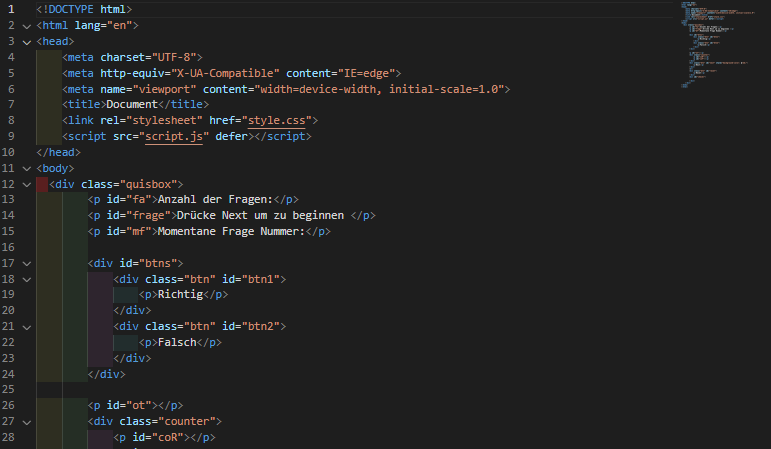 1 <!DOCTYPE html>
2 <html lang="en">
3 <head>
4 <meta charset="UTF-8">
5 <meta http-equiv="X-UA-Compatible" content="IE=edge">
6 <meta name="viewport" content="width=device-width, initial-scale=1.0">
7 <title>Document</title>
8 <link rel="stylesheet" href="style.css">
9 <script src="script.js" defer></script>
10 </head>
11 <body>
12 <div class="quisbox">
13 <p id="fa">Anzahl der Fragen:</p>
14 <p id="frage">Drücke Next um zu beginnen </p>
15 <p id="mf">Momentane Frage Nummer:</p>
16
17 <div id="btns">
18 <div class="btn" id="btn1">
19 <p>Richtig</p>
20 </div>
21 <div class="btn" id="btn2">
22 <p>Falsch</p>
23 </div>
24 </div>
25
26 <p id="ot"></p>
27 <div class="counter">
28 <p id="coR"></p>